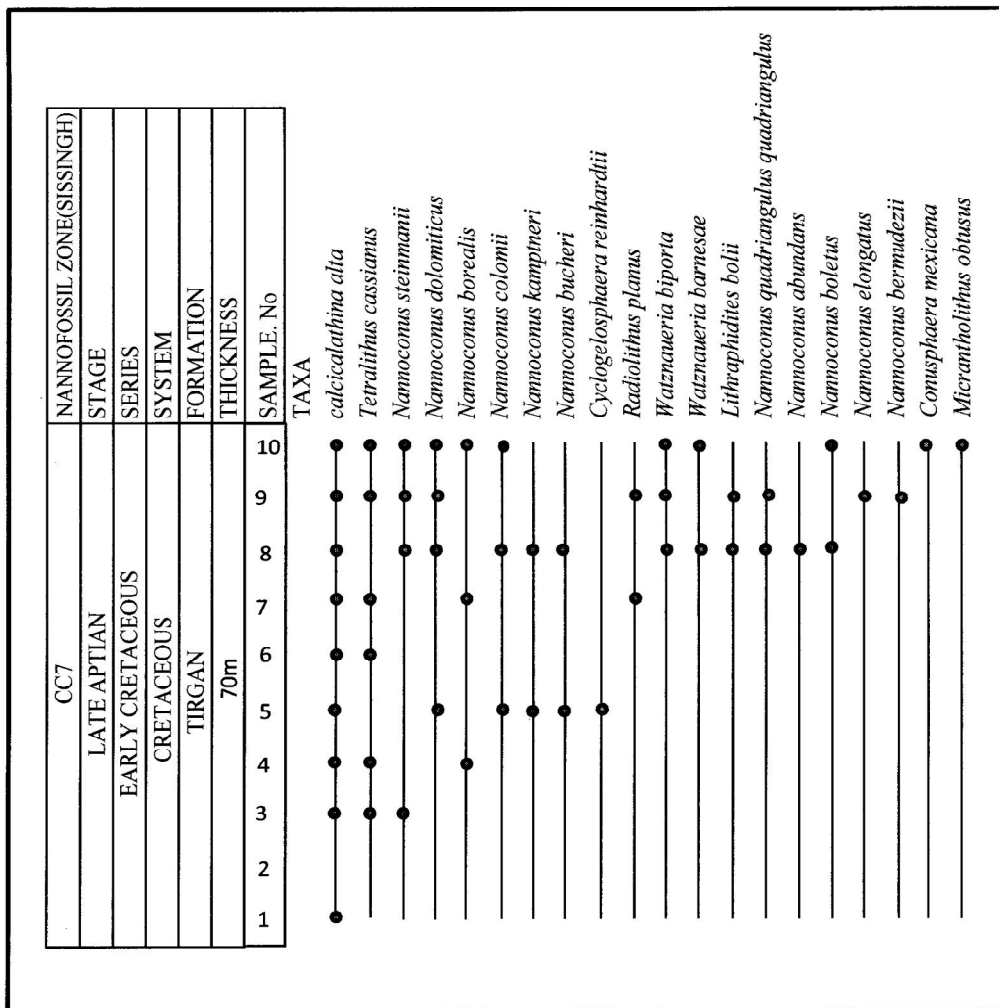 NANNOFOSSIL ZONE(SISSINGH)
CC7
STAGE
LATE APTIAN
SERIES
EARLY CRETACEOUS
SYSTEM
CRETACEOUS
FORMATION
TIRGAN
THICKNESS
70m
SAMPLE. No
10
9
8
7
6
5
4
3
2
1
TAXA
calcicalathina alta
Tetralithus cassianus
Nannoconus steinmanii
Nannoconus dolomiticus
Nannoconus borealis
Nannoconus colomii
Nannoconus kamptneri
Nannoconus bucheri
Cyclogelosphaera reinhardtii
Radiolithus planus
Watznaueria biporta
Watznaueria barnesae
Lithraphidites bolii
Nannoconus quadriangulus quadriangulus
Nannoconus abundans
Nannoconus boletus
Nannoconus elongatus
Nannoconus bermudezii
Conusphaera mexicana
Micrantholithus obtusus